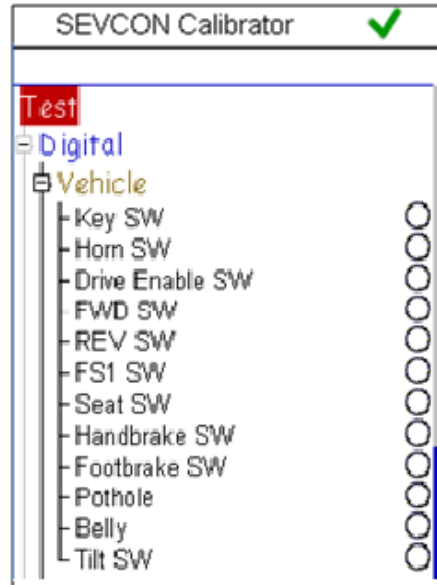 SEVCON Calibrator
Test
Digital
Vehicle
Key SW
Horn SW
Drive Enable SW
FWD SW
REV SW
FS1 SW
Seat SW
Handbrake SW
Footbrake SW
Pothole
Belly
Tilt SW